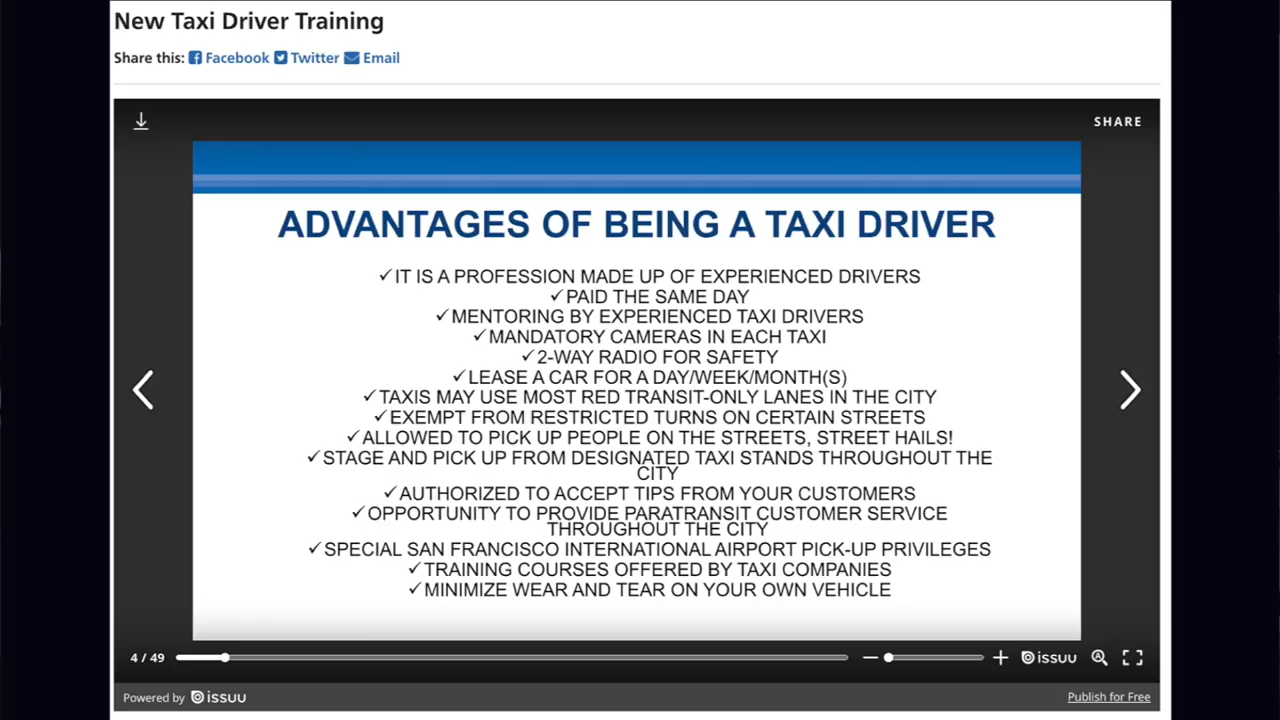 New Taxi Driver Training
Share this: Facebook Twitter Email
SHARE
ADVANTAGES OF BEING A TAXI DRIVER
✓IT IS A PROFESSION MADE UP OF EXPERIENCED DRIVERS
✓PAID THE SAME DAY
✓MENTORING BY EXPERIENCED TAXI DRIVERS
✓MANDATORY CAMERAS IN EACH TAXI
✓2-WAY RADIO FOR SAFETY
✓LEASE A CAR FOR A DAY/WEEK/MONTH(S)
✓TAXIS MAY USE MOST RED TRANSIT-ONLY LANES IN THE CITY
✓EXEMPT FROM RESTRICTED TURNS ON CERTAIN STREETS
✓ALLOWED TO PICK UP PEOPLE ON THE STREETS, STREET HAILS!
✓STAGE AND PICK UP FROM DESIGNATED TAXI STANDS THROUGHOUT THE
CITY
✓AUTHORIZED TO ACCEPT TIPS FROM YOUR CUSTOMERS
✓OPPORTUNITY TO PROVIDE PARATRANSIT CUSTOMER SERVICE
THROUGHOUT THE CITY
✓SPECIAL SAN FRANCISCO INTERNATIONAL AIRPORT PICK-UP PRIVILEGES
✓TRAINING COURSES OFFERED BY TAXI COMPANIES
✓MINIMIZE WEAR AND TEAR ON YOUR OWN VEHICLE
4 / 49
issuu
Powered by issuu
Publish for Free